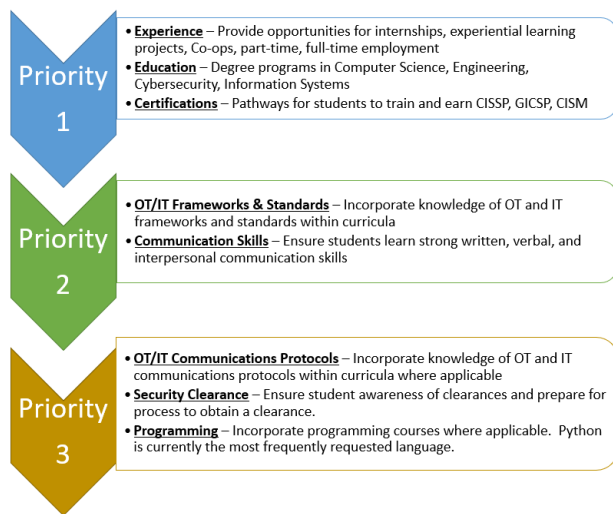 Priority
1
• Experience – Provide opportunities for internships, experiential learning
projects, Co-ops, part-time, full-time employment
• Education – Degree programs in Computer Science, Engineering,
Cybersecurity, Information Systems
• Certifications – Pathways for students to train and earn CISSP, GICSP, CISM
Priority
2
• OT/IT Frameworks & Standards – Incorporate knowledge of OT and IT
frameworks and standards within curricula
• Communication Skills – Ensure students learn strong written, verbal, and
interpersonal communication skills
Priority
3
• OT/IT Communications Protocols – Incorporate knowledge of OT and IT
communications protocols within curricula where applicable
• Security Clearance – Ensure student awareness of clearances and prepare for
process to obtain a clearance.
• Programming – Incorporate programming courses where applicable.  Python
is currently the most frequently requested language.